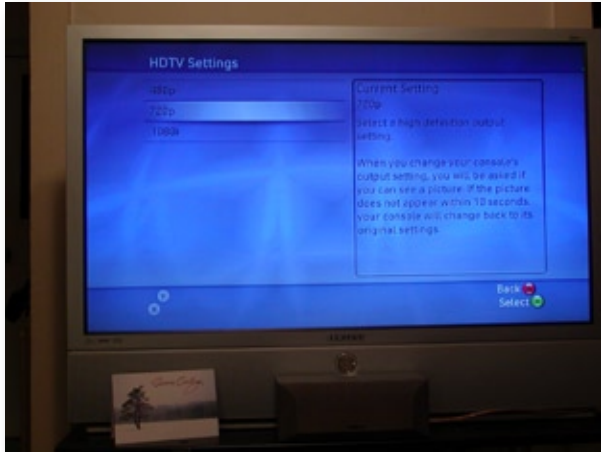 HDTV Settings
480p
720p
1080i
Current Setting
720p
Select a high definition output
setting.
When you change your console's
output setting, you will be asked if
you can see a picture. If the picture
does not appear within 10 seconds,
your console will change back to its
original settings.
Back
Select